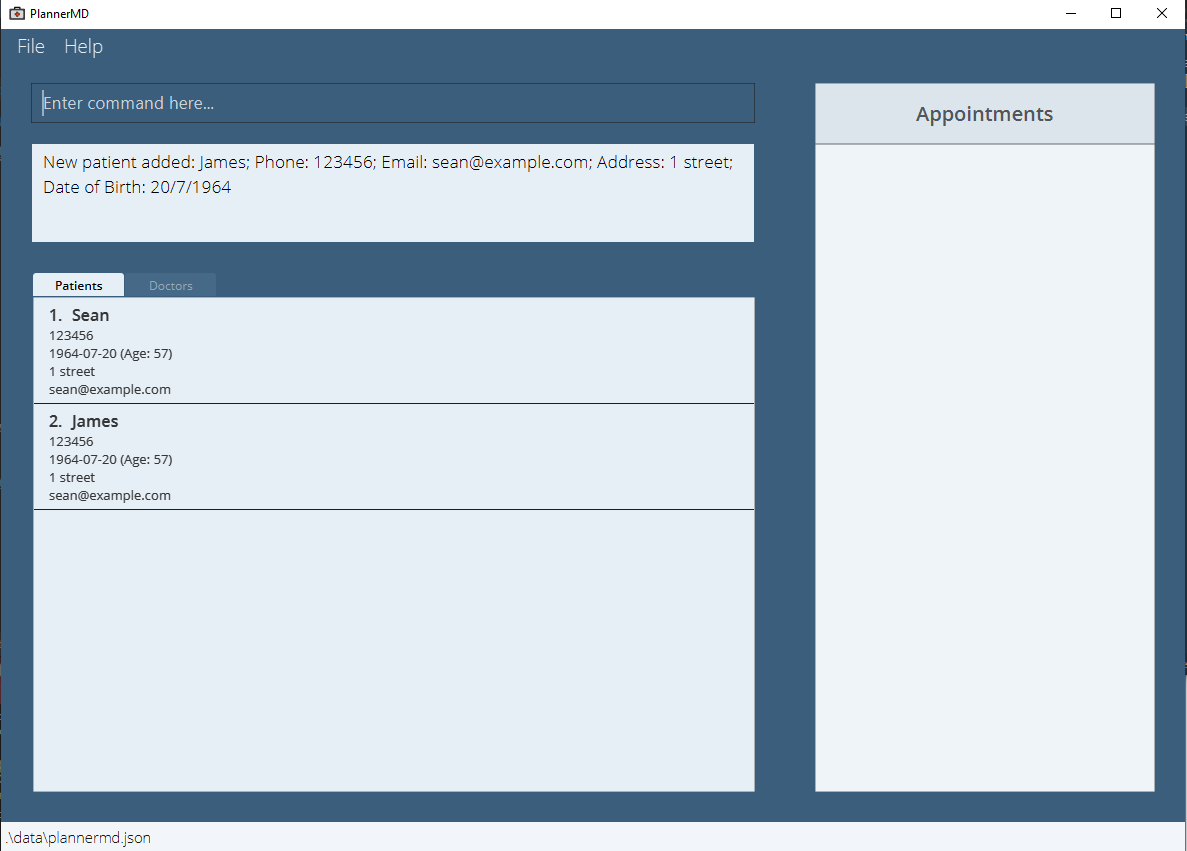 PlannerMD
File Help
Enter command here...
New patient added: James; Phone: 123456; Email: sean@example.com; Address: 1 street;
Date of Birth: 20/7/1964
Patients Doctors
1. Sean
123456
1964-07-20 (Age: 57)
1 street
sean@example.com
2. James
123456
1964-07-20 (Age: 57)
1 street
sean@example.com
Appointments
.\data\plannermd.json